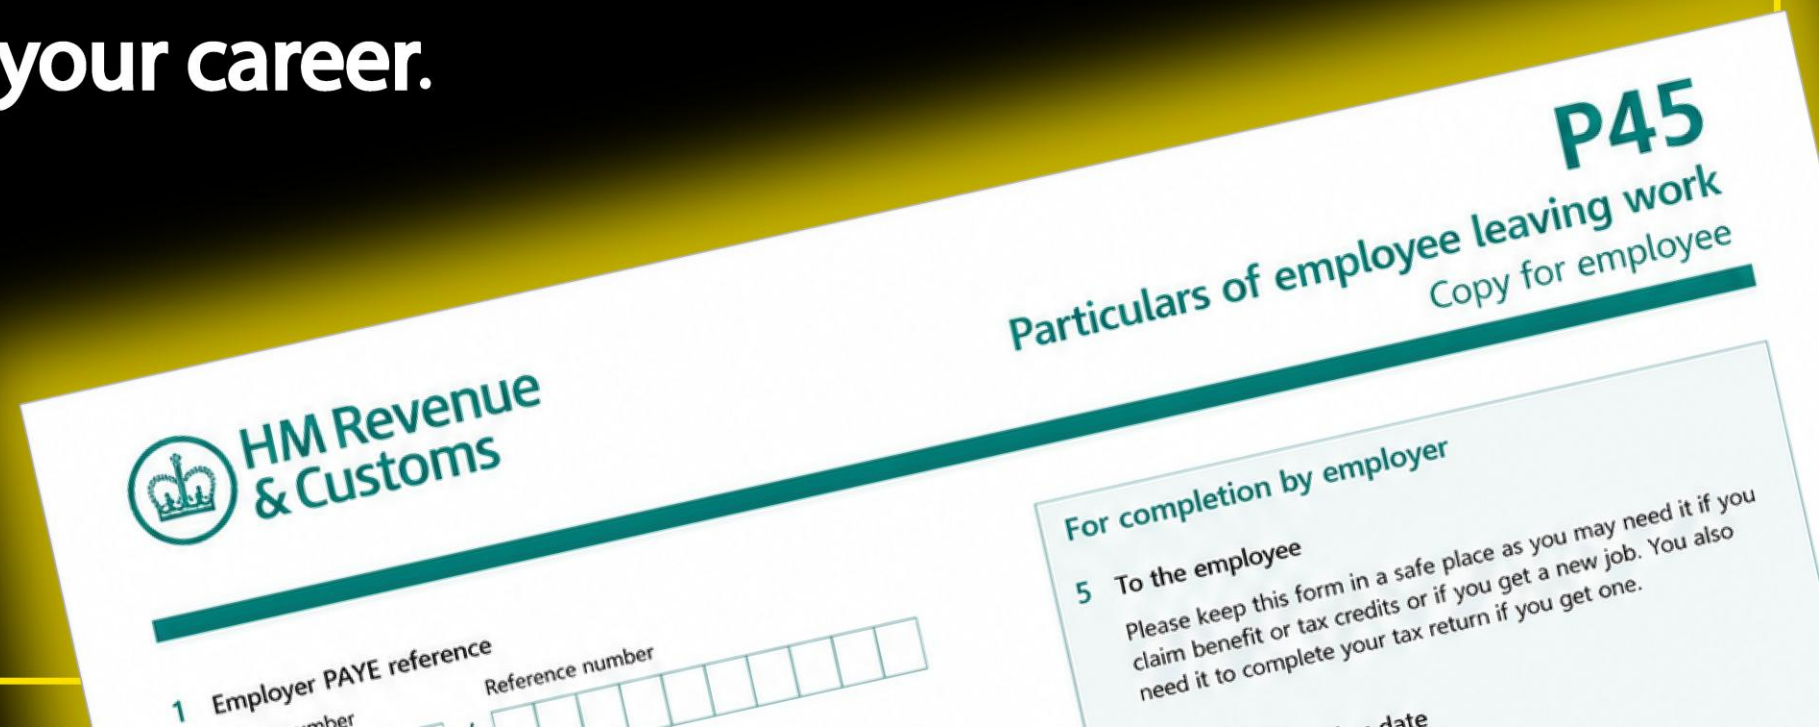 your career.
P45
Particulars of employee leaving work
Copy for employee
HM Revenue
& Customs
1 Employer PAYE reference
Reference number
For completion by employer
5 To the employee
Please keep this form in a safe place as you may need it if you
claim benefit or tax credits or if you get a new job. You also
need it to complete your tax return if you get one.
date